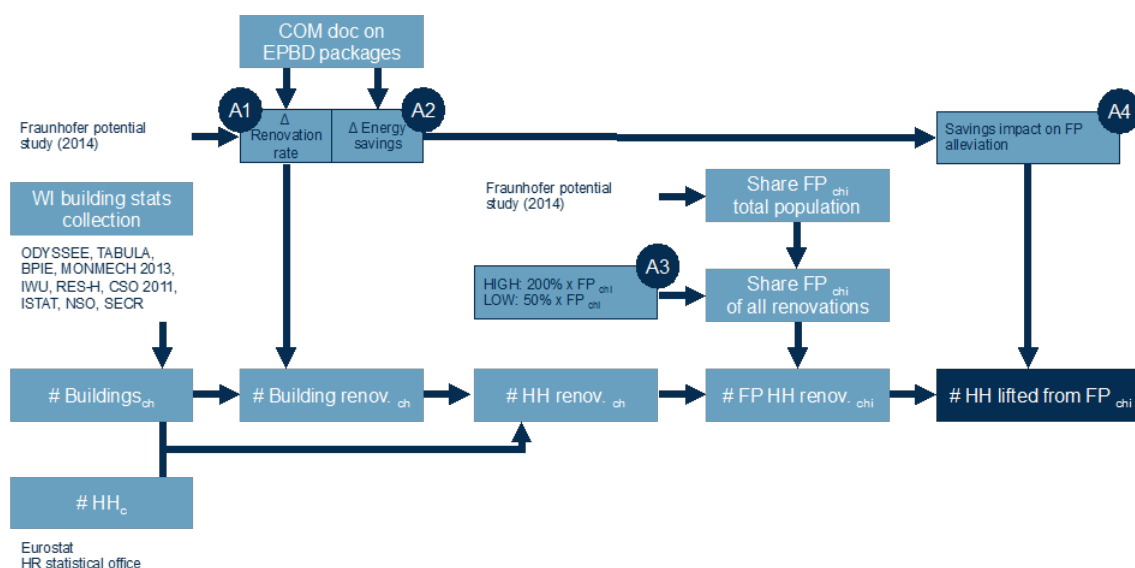 COM doc on
EPBD packages
A1
A2
A4
Δ
Renovation
rate
Δ Energy
savings
Fraunhofer potential
study (2014)
Savings impact on FP
alleviation
WI building stats
collection
Fraunhofer potential
study (2014)
Share FP chi
total population
ODYSSEE, TABULA,
BPIE, MONMECH 2013,
IWU, RES-H, CSO 2011,
ISTAT, NSO, SECR
A3
HIGH: 200% x FP chi
LOW: 50% x FP chi
Share FP chi
of all renovations
# Buildings ch
# Building renov. ch
# HH renov. ch
# FP HH renov. chi
# HH lifted from FP chi
# HH c
Eurostat
HR statistical office